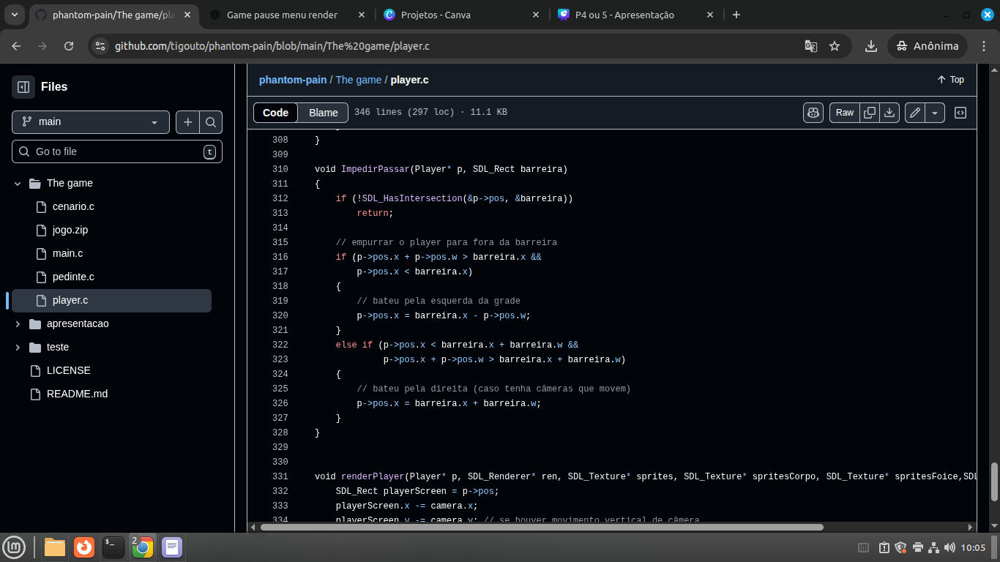 phantom-pain/The game/pla
Game pause menu render
Projetos - Canva
P4 ou 5 - Apresentação
github.com/tigouto/phantom-pain/blob/main/The%20game/player.c
Anônima
Files
main
Go to file
t
The game
cenario.c
jogo.zip
main.c
pedinte.c
player.c
apresentacao
teste
LICENSE
README.md
phantom-pain / The game / player.c
Top
Code
Blame
346 lines (297 loc) · 11.1 KB
Raw
308 }
309
310 void ImpedirPassar(Player* p, SDL_Rect barreira)
311 {
312 if (!SDL_HasIntersection(&p->pos, &barreira))
313 return;
314
315 // empurrar o player para fora da barreira
316 if (p->pos.x + p->pos.w > barreira.x &&
317 p->pos.x < barreira.x)
318 {
319 // bateu pela esquerda da grade
320 p->pos.x = barreira.x - p->pos.w;
321 }
322 else if (p->pos.x < barreira.x + barreira.w &&
323 p->pos.x + p->pos.w > barreira.x + barreira.w)
324 {
325 // bateu pela direita (caso tenha câmeras que movem)
326 p->pos.x = barreira.x + barreira.w;
327 }
328 }
329
330
331 void renderPlayer(Player* p, SDL_Renderer* ren, SDL_Texture* sprites, SDL_Texture* spritesCorpo, SDL_Texture* spritesFoice,SDL
332 SDL_Rect playerScreen = p->pos;
333 playerScreen.x -= camera.x;
334 playerScreen.y -= camera.y; // se houver movimento vertical de câmera
2
10:05